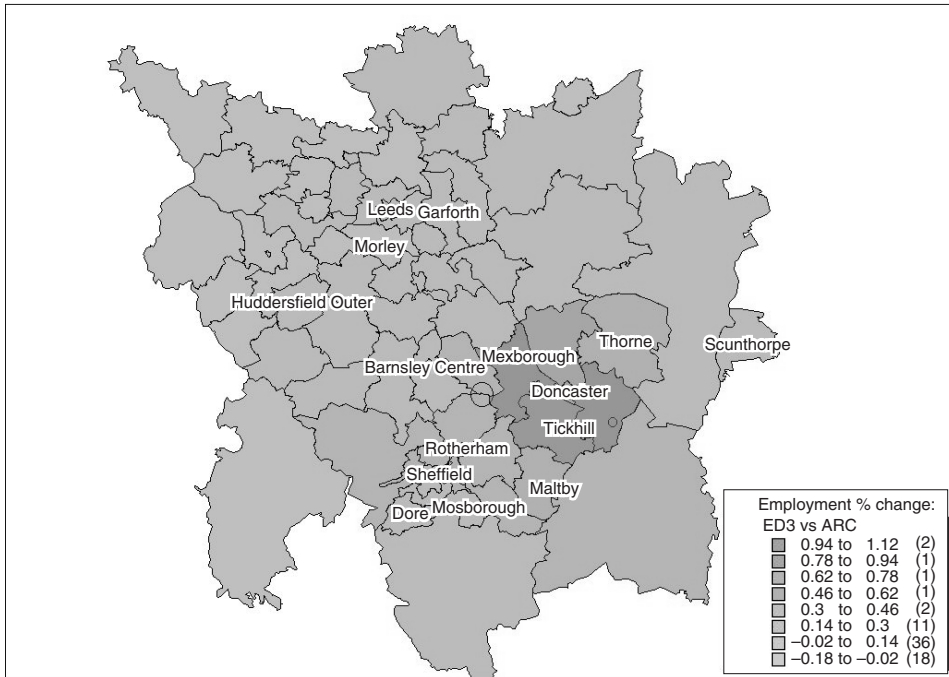 Leeds Garforth
Morley
Huddersfield Outer
Thorne
Scunthorpe
Mexborough
Barnsley Centre
Doncaster
Tickhill
Rotherham
Sheffield
Maltby
Dore Mosborough
Employment % change:
ED3 vs ARC
0.94 to 1.12 (2)
0.78 to 0.94 (1)
0.62 to 0.78 (1)
0.46 to 0.62 (1)
0.3 to 0.46 (2)
0.14 to 0.3 (11)
−0.02 to 0.14 (36)
−0.18 to −0.02 (18)